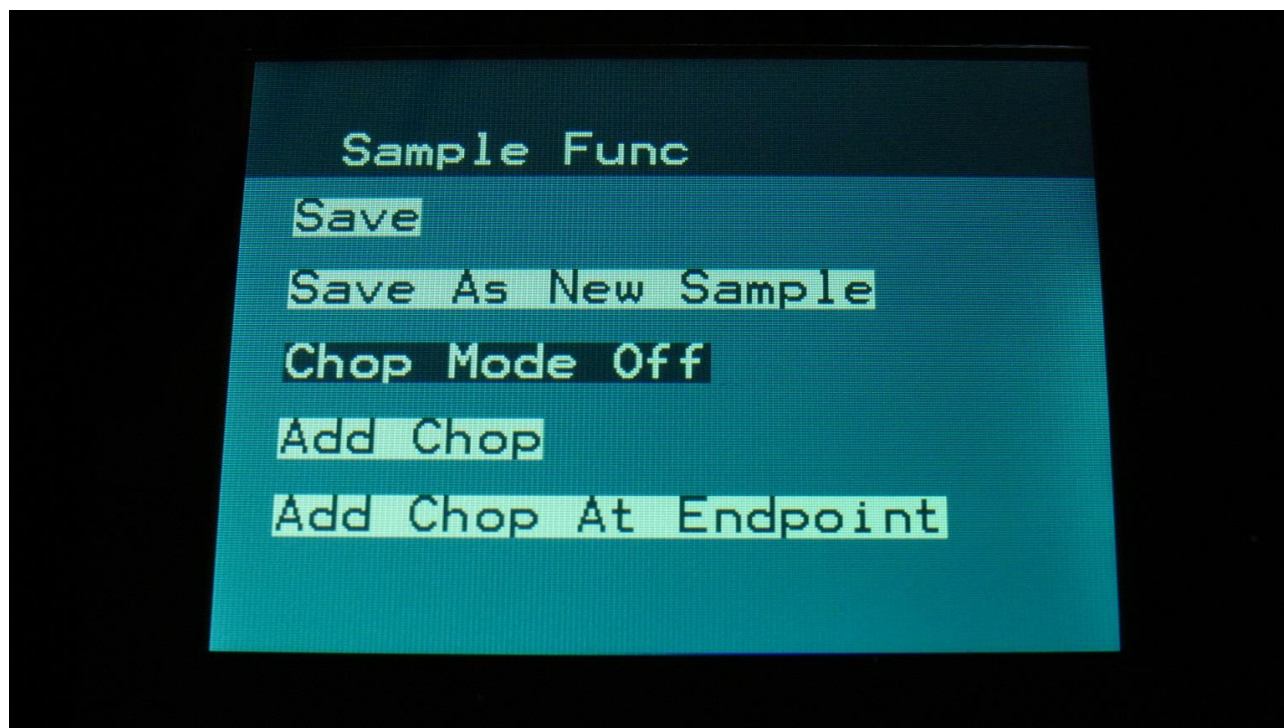 Sample Func
Save
Save As New Sample
Chop Mode Off
Add Chop
Add Chop At Endpoint